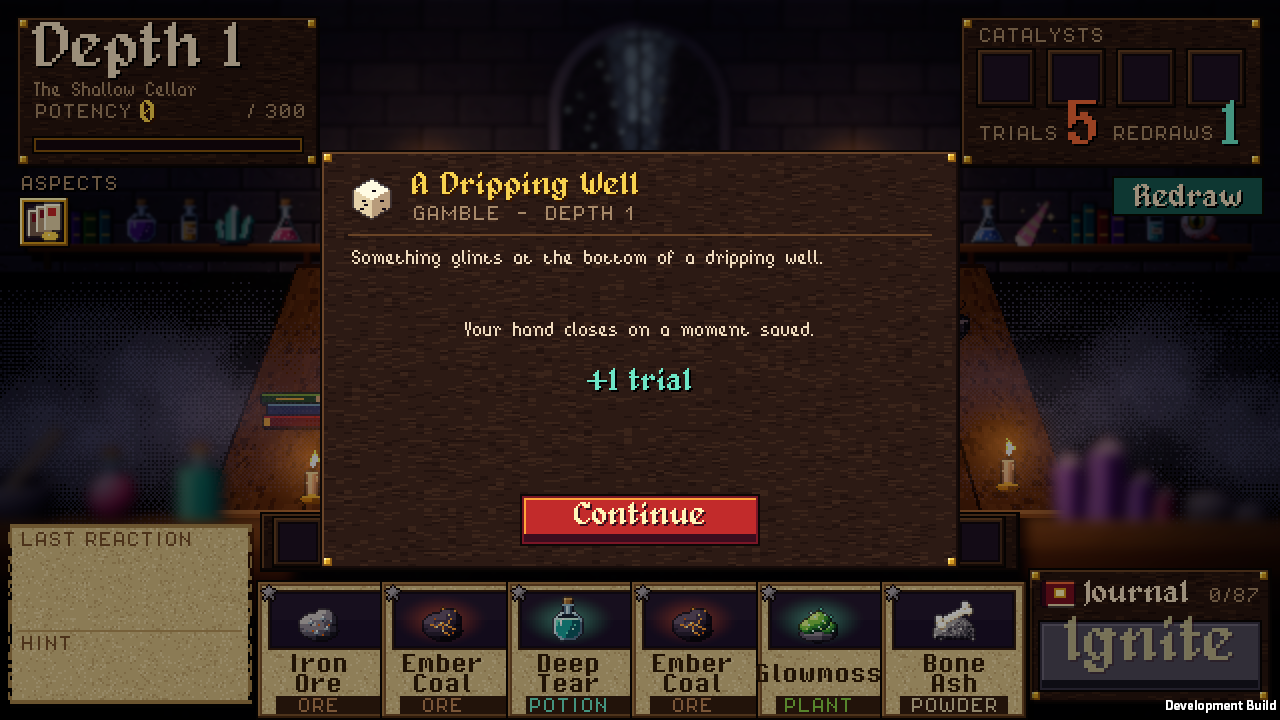 Depth 1
The Shallow Cellar
POTENCY 0 / 300
ASPECTS
CATALYSTS
TRIALS 5 REDRAWS 1
Redraw
A Dripping Well
GAMBLE - DEPTH 1
Something glints at the bottom of a dripping well.
Your hand closes on a moment saved.
+1 trial
Continue
LAST REACTION
HINT
Iron
Ore
ORE
Ember
Coal
ORE
Deep
Tear
POTION
Ember
Coal
ORE
Glowmoss
PLANT
Bone
Ash
POWDER
Journal 0/87
Ignite
Development Build